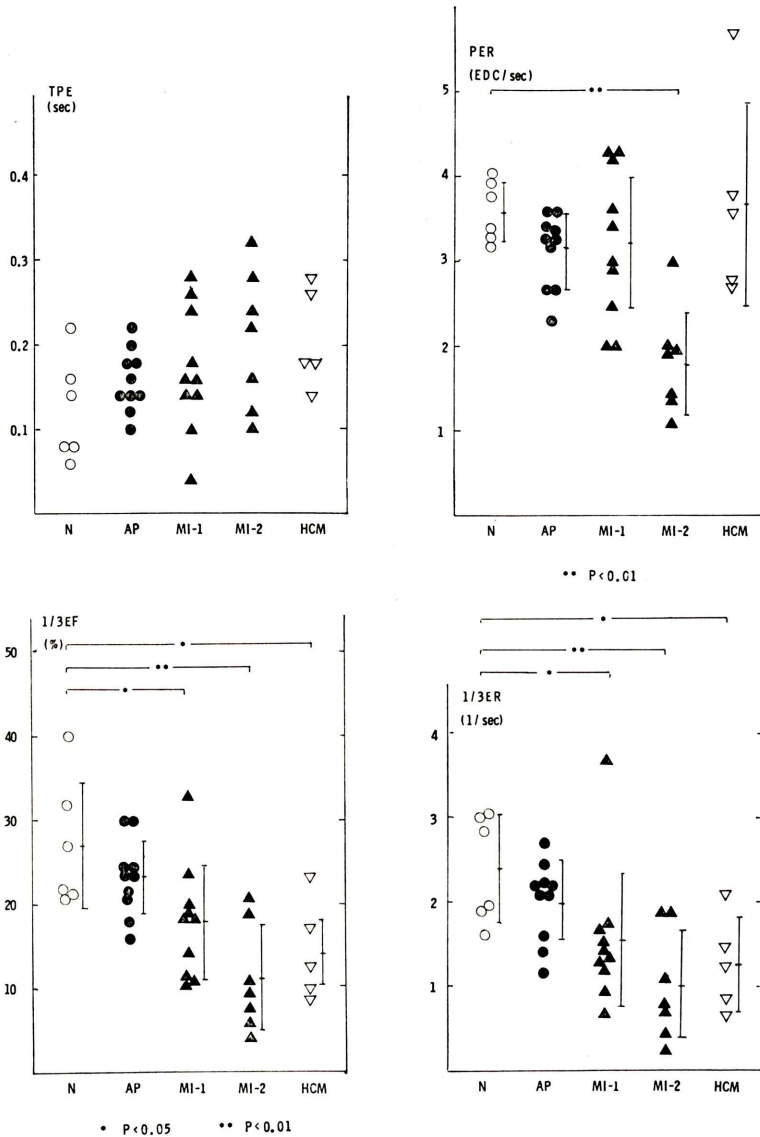 TPE
(sec)
0.4
0.3
0.2
0.1
N AP MI-1 MI-2 HCM
PER
(EDC/sec)
••
5
4
3
2
1
N AP MI-1 MI-2 HCM
•• P<0.01
1/3EF
(%)
•
••
•
50
40
30
20
10
N AP MI-1 MI-2 HCM
• P<0.05 •• P<0.01
•
••
•
1/3ER
(1/sec)
4
3
2
1
N AP MI-1 MI-2 HCM